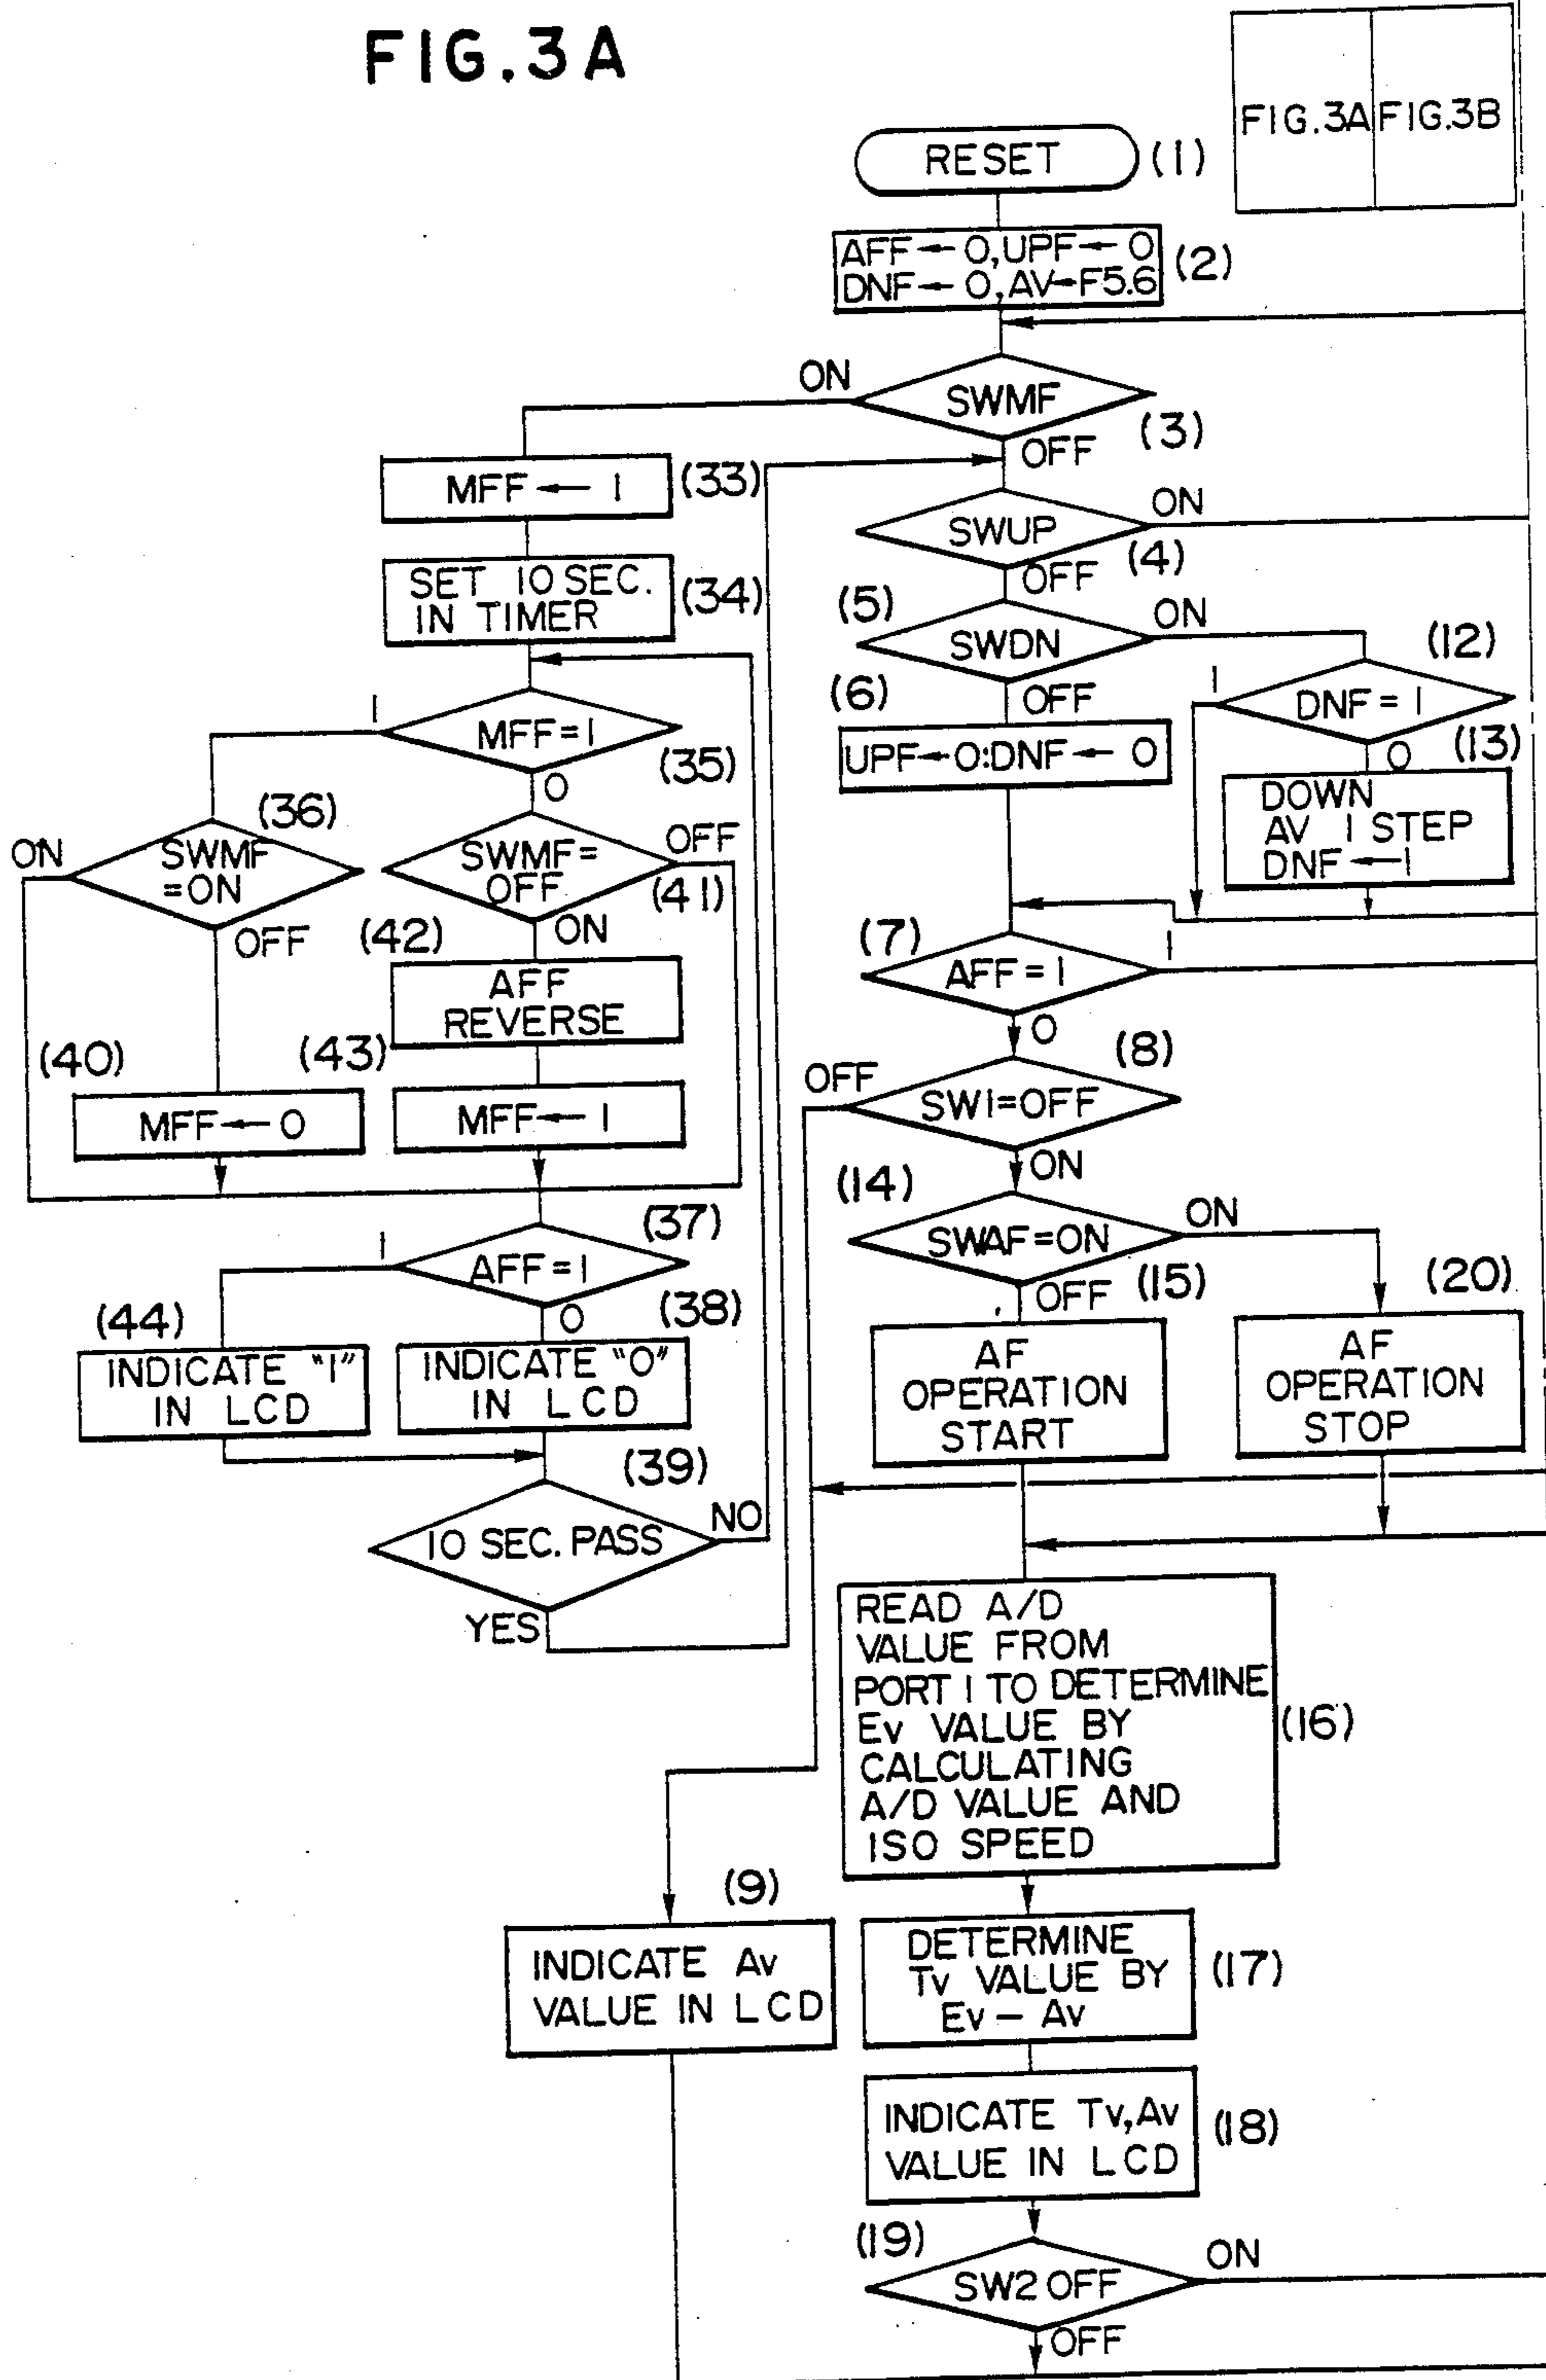 FIG.3A
FIG.3A FIG.3B
RESET (1)
AFF←0,UPF←0
DNF←0,AV←F5.6
(2)
ON
SWMF
(3)
OFF
MFF←1
(33)
SWUP
ON
(4)
OFF
SET 10 SEC.
IN TIMER
(34)
(5)
SWDN
ON
OFF
(12)
1
DNF=1
0
(13)
DOWN
AV 1 STEP
DNF←1
(6)
UPF←0:DNF←0
1
MFF=1
(35)
0
(36)
ON
SWMF
=ON
OFF
SWMF=
OFF
OFF
(41)
ON
(42)
AFF
REVERSE
(40)
MFF←0
(43)
MFF←1
(7)
AFF=1
1
0
(8)
OFF
SW1=OFF
ON
(14)
SWAF=ON
ON
OFF
(15)
AF
OPERATION
START
(20)
AF
OPERATION
STOP
(37)
1
AFF=1
0
(38)
INDICATE "0"
IN LCD
(44)
INDICATE "1"
IN LCD
(39)
10 SEC. PASS
NO
YES
READ A/D
VALUE FROM
PORT 1 TO DETERMINE
Ev VALUE BY
CALCULATING
A/D VALUE AND
ISO SPEED
(16)
(9)
INDICATE Av
VALUE IN LCD
DETERMINE
Tv VALUE BY
Ev – Av
(17)
INDICATE Tv,Av
VALUE IN LCD
(18)
(19)
SW2 OFF
ON
OFF